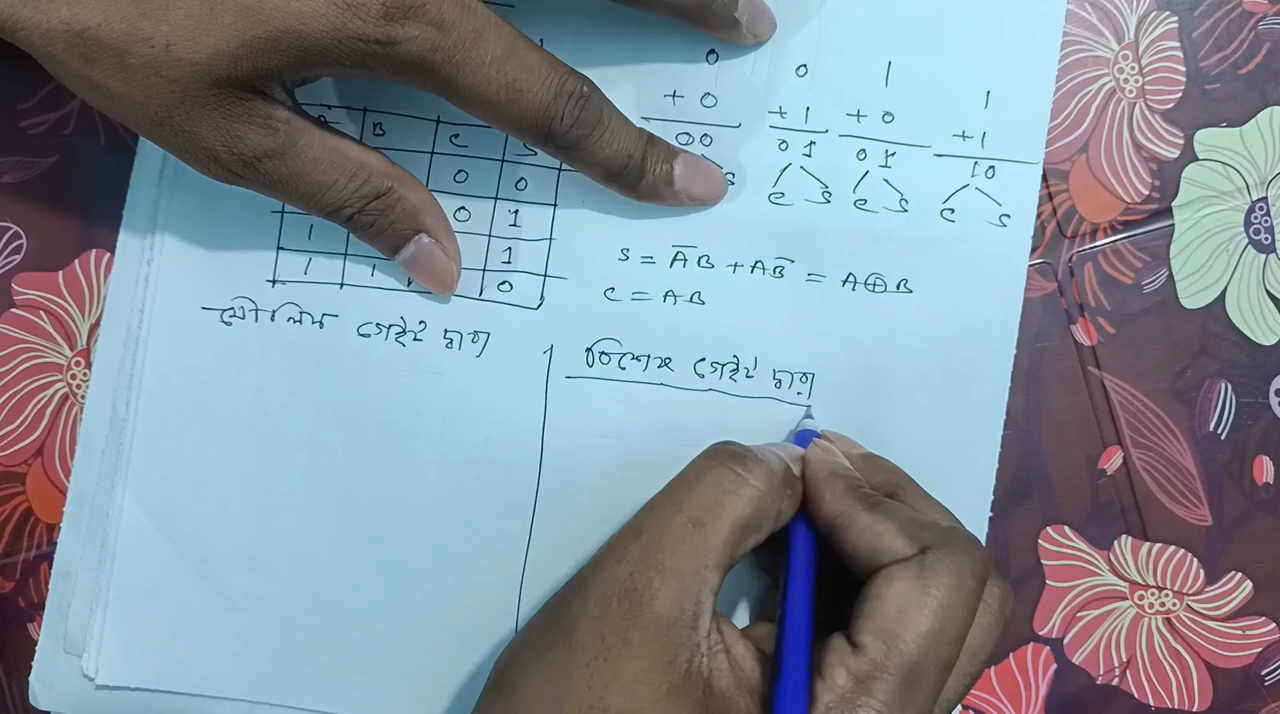 0 0 1 1
+ 0 + 1 + 0 +1
00 01 01 10
S C S C S C S
B C S
0 0
0 1
1 1
1 1 0
S = A̅B + AB̅ = A⊕B
C = AB
মৌলিক গেইট দ্বারা
বিশেষ গেইট দ্বারা